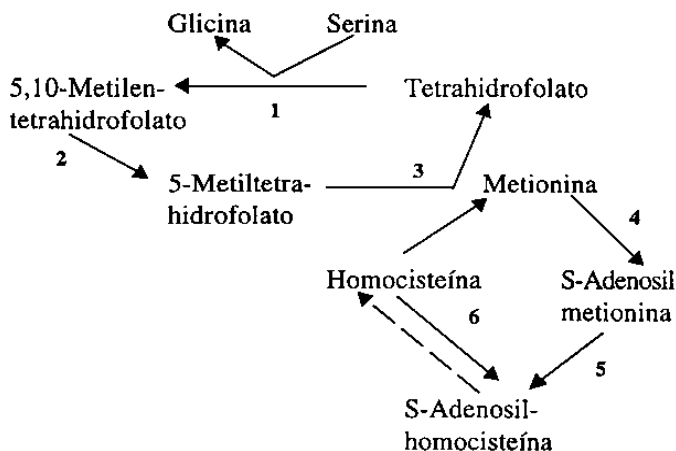 Glicina
Serina
5,10-Metilen-
tetrahidrofolato
1
Tetrahidrofolato
2
5-Metiltetra-
hidrofolato
3
Metionina
4
Homocisteína
S-Adenosil
metionina
6
5
S-Adenosil-
homocisteína